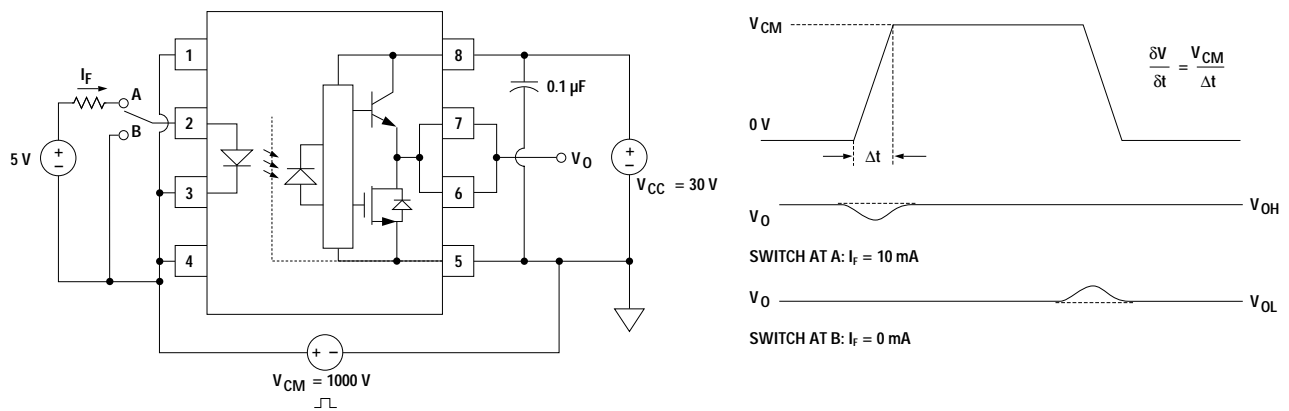 1
8
I_F
A
0.1 µF
2
7
B
5 V
+
−
V_O
+
−
3
6
V_CC = 30 V
4
5
+ −
V_CM = 1000 V
V_CM
δV/δt = V_CM/Δt
0 V
Δt
V_O
V_OH
SWITCH AT A: I_F = 10 mA
V_O
V_OL
SWITCH AT B: I_F = 0 mA